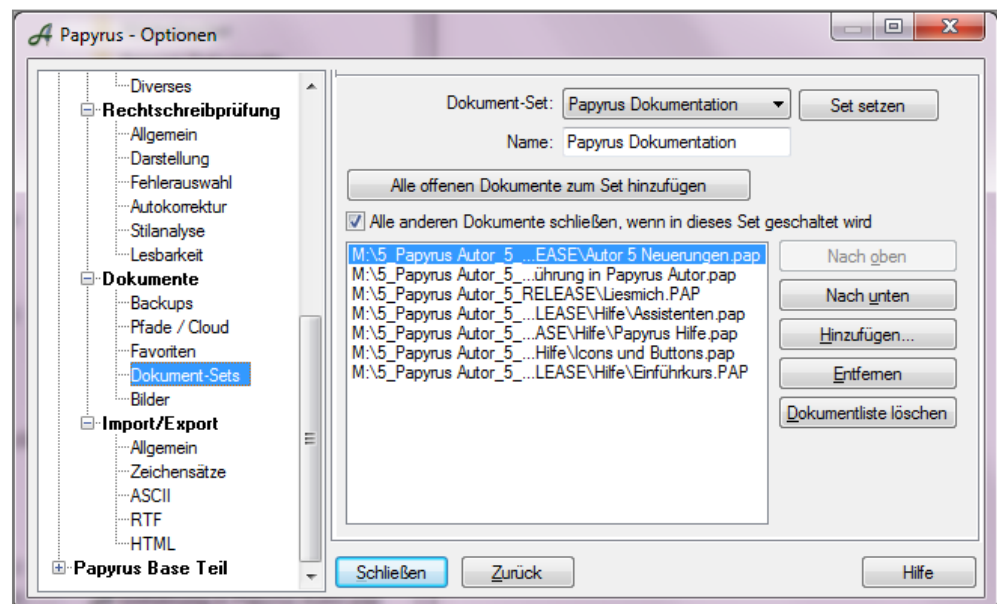 Papyrus - Optionen
Diverses
Rechtschreibprüfung
Allgemein
Darstellung
Fehlerauswahl
Autokorrektur
Stilanalyse
Lesbarkeit
Dokumente
Backups
Pfade / Cloud
Favoriten
Dokument-Sets
Bilder
Import/Export
Allgemein
Zeichensätze
ASCII
RTF
HTML
Papyrus Base Teil
Dokument-Set: Papyrus Dokumentation Set setzen
Name: Papyrus Dokumentation
Alle offenen Dokumente zum Set hinzufügen
Alle anderen Dokumente schließen, wenn in dieses Set geschaltet wird
M:\5_Papyrus Autor_5_...EASE\Autor 5 Neuerungen.pap
M:\5_Papyrus Autor_5_...ührung in Papyrus Autor.pap
M:\5_Papyrus Autor_5_RELEASE\Liesmich.PAP
M:\5_Papyrus Autor_5_...LEASE\Hilfe\Assistenten.pap
M:\5_Papyrus Autor_5_...ASE\Hilfe\Papyrus Hilfe.pap
M:\5_Papyrus Autor_5_...Hilfe\Icons und Buttons.pap
M:\5_Papyrus Autor_5_...LEASE\Hilfe\Einführkurs.PAP
Nach oben
Nach unten
Hinzufügen...
Entfernen
Dokumentliste löschen
Schließen Zurück Hilfe